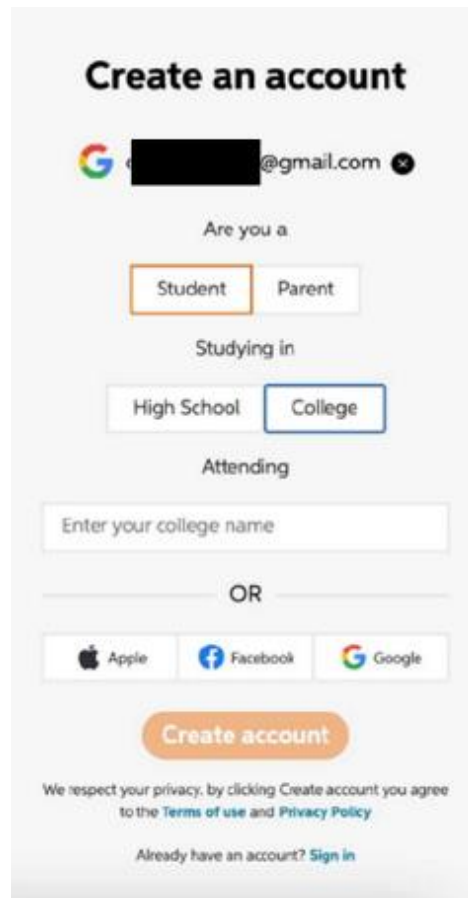 Create an account
@gmail.com
Are you a
Student Parent
Studying in
High School College
Attending
Enter your college name
OR
Apple Facebook Google
Create account
We respect your privacy. by clicking Create account you agree
to the Terms of use and Privacy Policy
Already have an account? Sign in